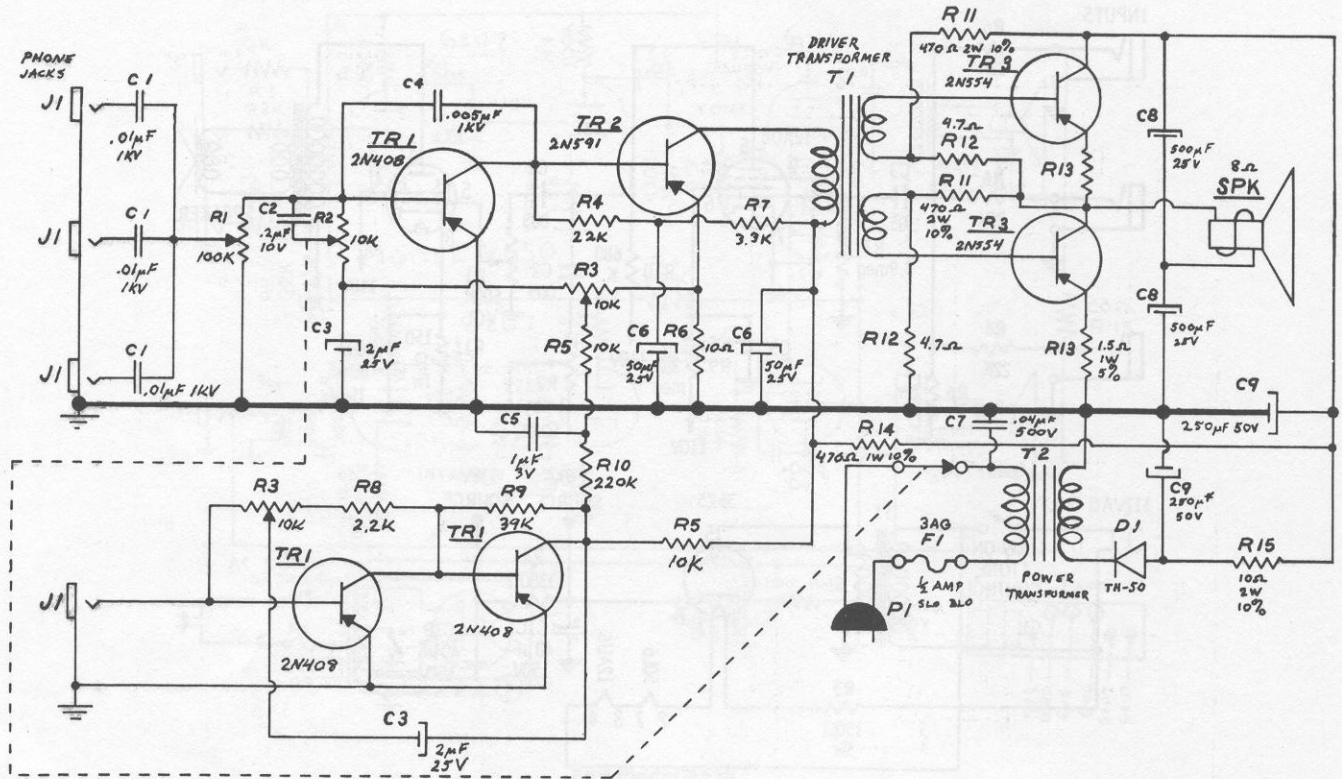 PHONE
JACKS
J1
C1
.01µF
1KV
J1
C1
.01µF
1KV
J1
C1
.01µF 1KV
R1
100K
C2
.2µF
10V
R2
10K
C3
2µF
25V
C4
.005µF
1KV
TR1
2N408
TR2
2N591
R4
22K
R7
3.3K
R3
10K
R5
10K
C6
50µF
25V
R6
10Ω
C6
50µF
25V
DRIVER
TRANSFORMER
T1
R11
470Ω 2W 10%
TR3
2N554
4.7Ω
R12
R11
470Ω
2W
10%
TR3
2N554
R13
C8
500µF
25V
8Ω
SPK
R12
4.7Ω
R13
1.5Ω
1W
5%
C8
500µF
25V
C9
250µF 50V
C5
1µF
3V
R10
220K
R14
470Ω 1W 10%
C7
.04µF
500V
T2
POWER
TRANSFORMER
C9
250µF
50V
D1
TH-50
R15
10Ω
2W
10%
3AG
F1
½ AMP
SLO BLO
P1
R5
10K
J1
R3
10K
R8
2.2K
R9
39K
TR1
2N408
TR1
2N408
C3
2µF
25V